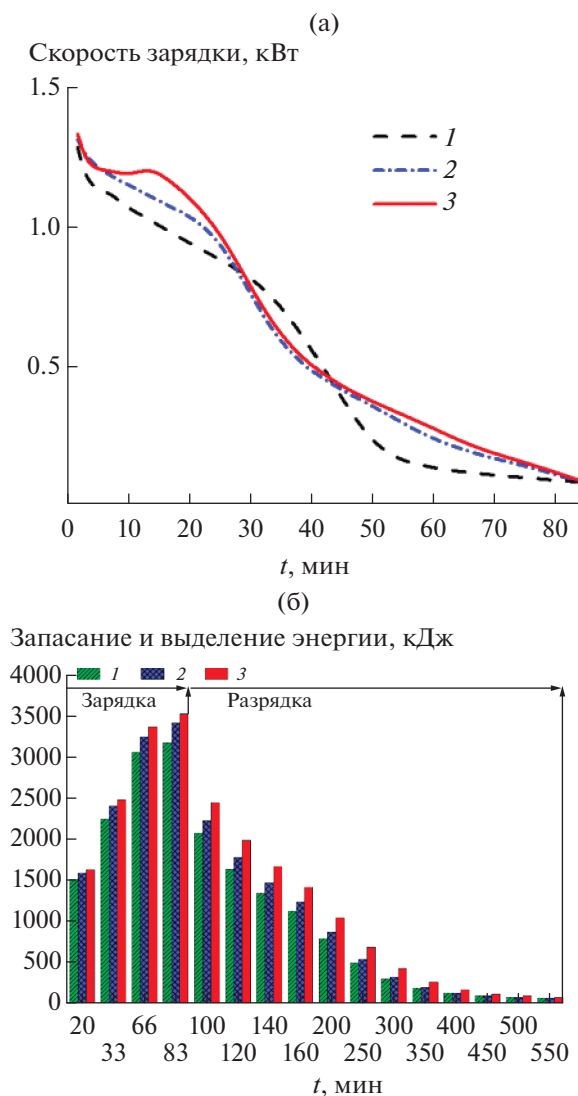 (а)
Скорость зарядки, кВт
1.5
1
2
1.0
3
0.5
0 10 20 30 40 50 60 70 80
t, мин
(б)
Запасание и выделение энергии, кДж
4000
1 2 3
Зарядка Разрядка
3500
3000
2500
2000
1500
1000
500
0
20 66 100 140 200 300 400 500
33 83 120 160 250 350 450 550
t, мин